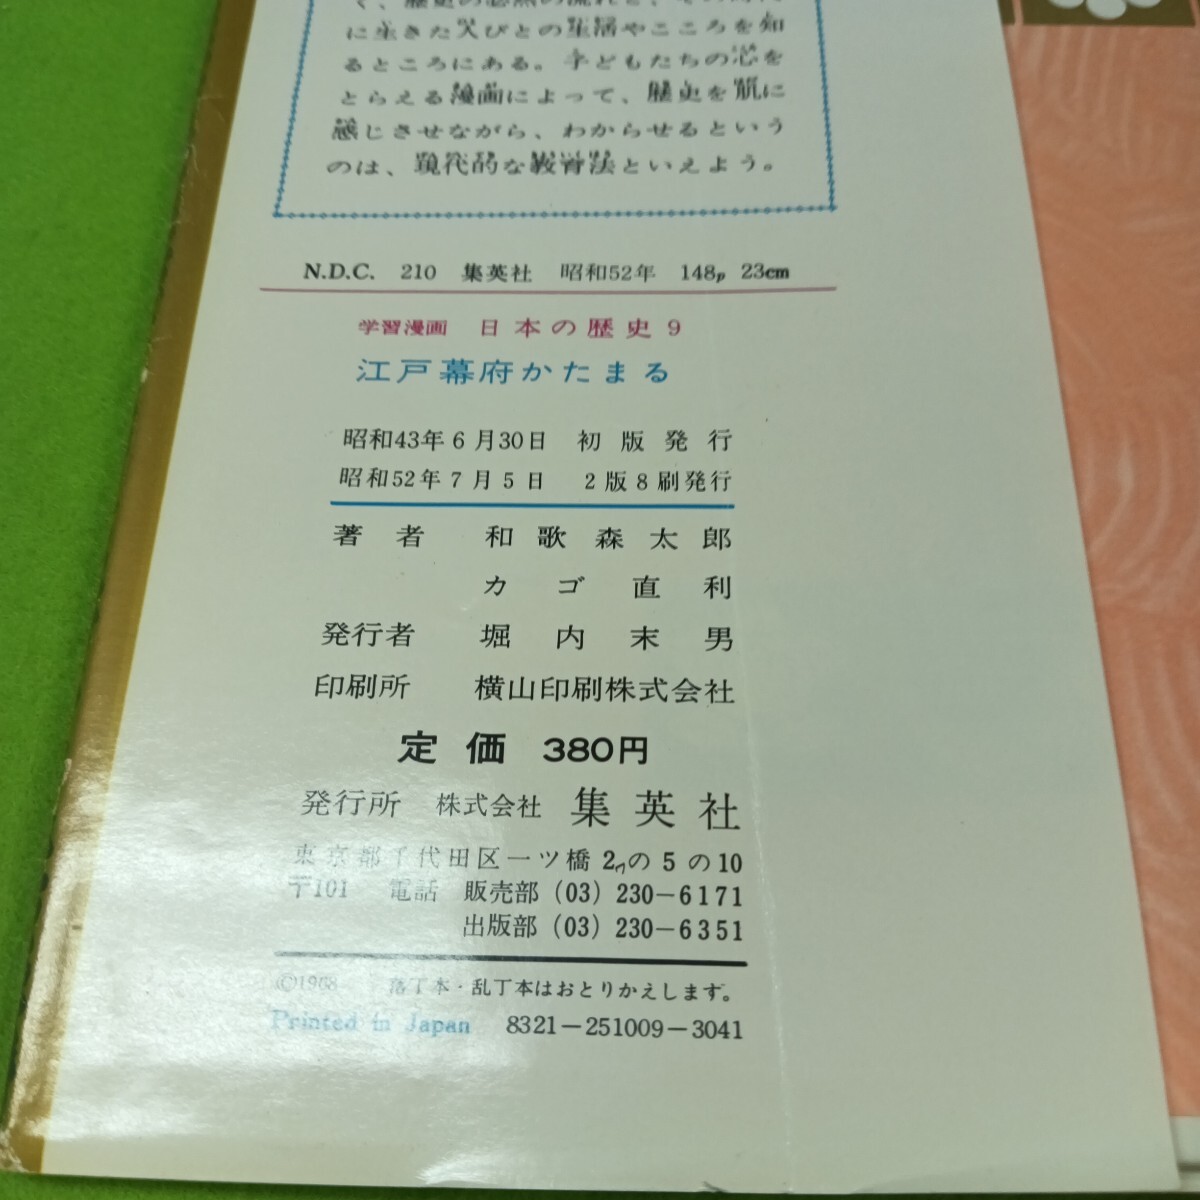 に生きた人びとの生活やこころを知
るところにある。子どもたちの心を
とらえる漫画によって、歴史を肌に
感じさせながら、わからせるという
のは、現代的な教育法といえよう。
N.D.C. 210 集英社 昭和52年 148p 23cm
学習漫画 日本の歴史 9
江戸幕府かたまる
昭和43年6月30日 初版発行
昭和52年7月5日 2版8刷発行
著者 和歌森太郎
カゴ直利
発行者 堀内末男
印刷所 横山印刷株式会社
定価 380円
発行所 株式会社 集英社
東京都千代田区一ツ橋2の5の10
〒101 電話 販売部 (03) 230-6171
出版部 (03) 230-6351
©1968 落丁本・乱丁本はおとりかえします。
Printed in Japan 8321-251009-3041